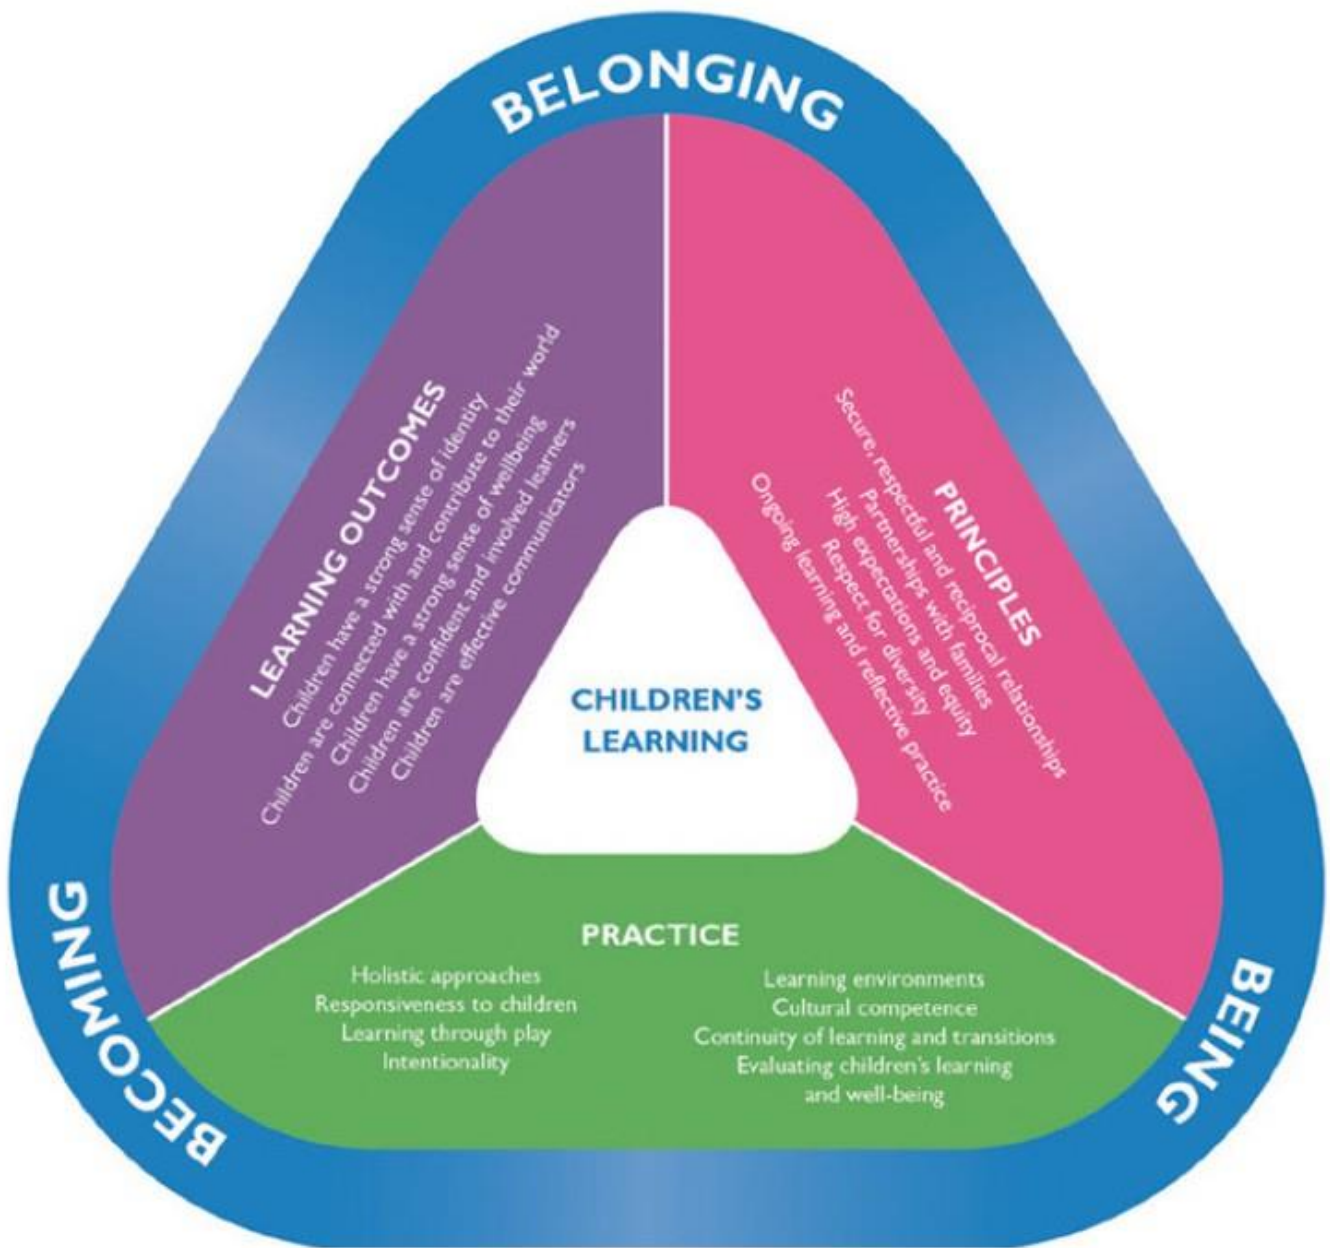 BELONGING
LEARNING OUTCOMES
Children have a strong sense of identity
Children are connected with and contribute to their world
Children have a strong sense of wellbeing
Children are confident and involved learners
Children are effective communicators
PRINCIPLES
Secure, respectful and reciprocal relationships
Partnerships with families
High expectations and equity
Respect for diversity
Ongoing learning and reflective practice
CHILDREN'S
LEARNING
PRACTICE
Holistic approaches
Responsiveness to children
Learning through play
Intentionality
Learning environments
Cultural competence
Continuity of learning and transitions
Evaluating children's learning
and well-being
BECOMING
BEING